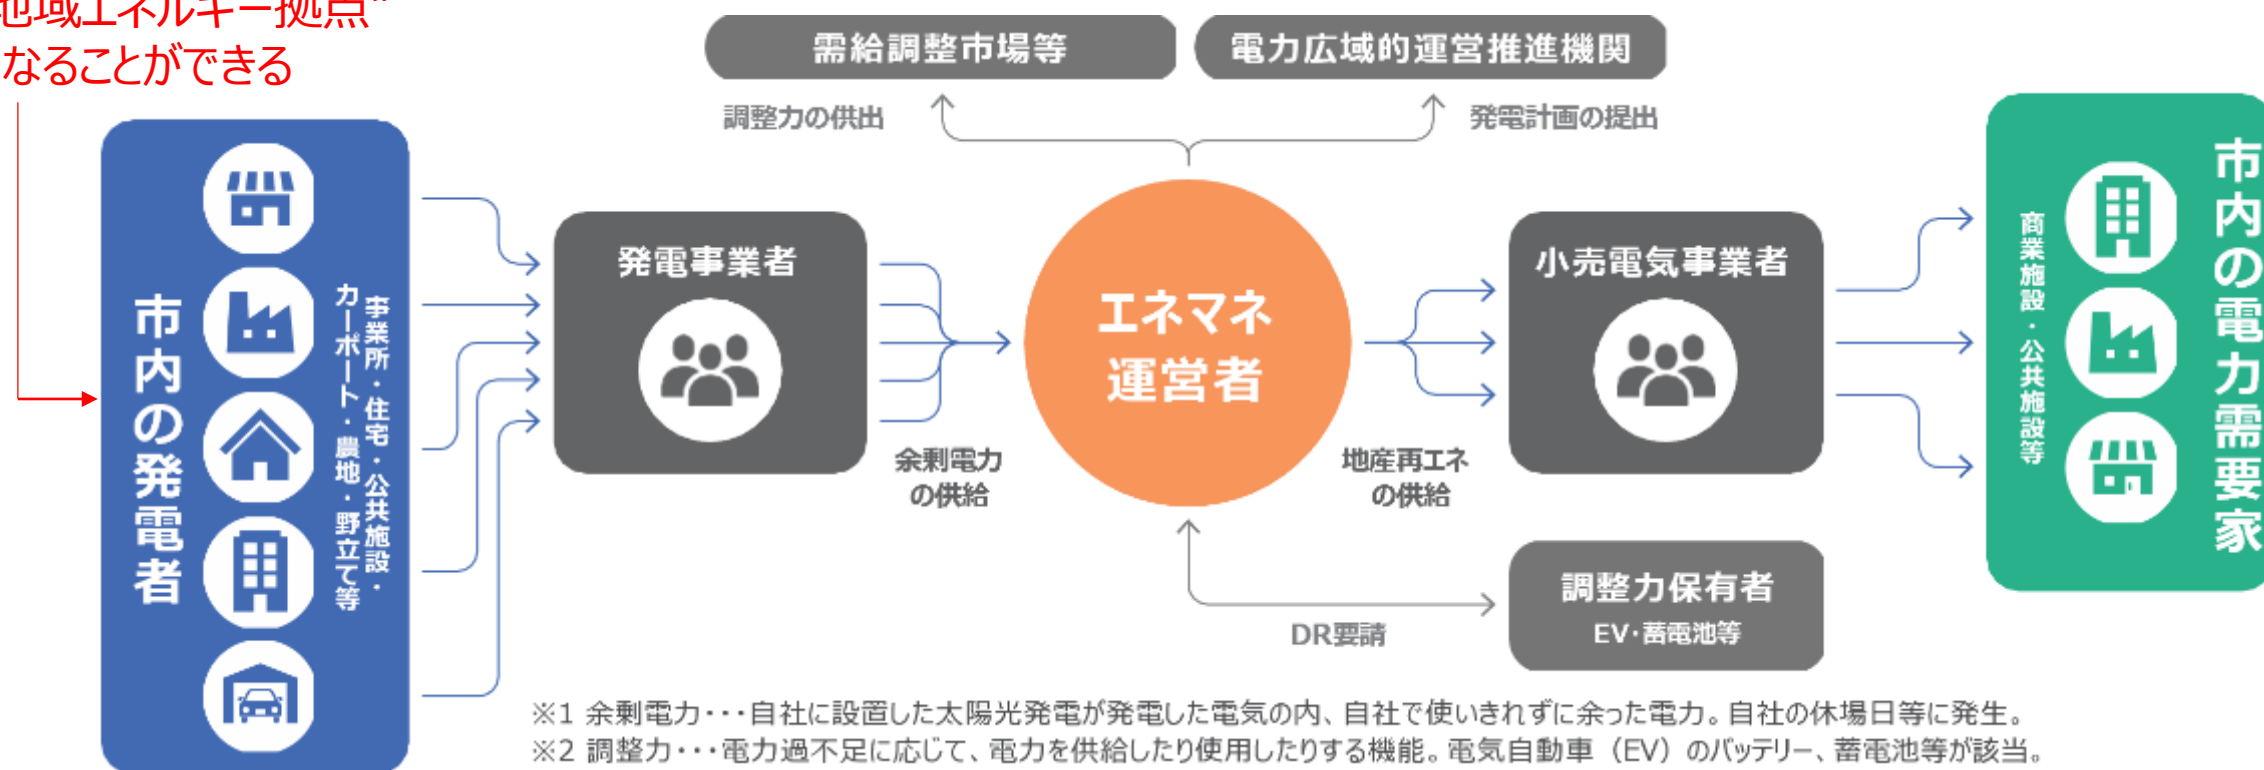 地域エネルギー拠点"
なることができる
需給調整市場等
電力広域的運営推進機関
調整力の供出
発電計画の提出
市内の発電者
事業所・住宅・公共施設・
カーポート・農地・野立て等
発電事業者
余剰電力
の供給
エネマネ
運営者
地産再エネ
の供給
小売電気事業者
商業施設・公共施設等
市内の電力需要家
DR要請
調整力保有者
EV・蓄電池等
※1 余剰電力・・・自社に設置した太陽光発電が発電した電気の内、自社で使いきれずに余った電力。自社の休場日等に発生。
※2 調整力・・・電力過不足に応じて、電力を供給したり使用したりする機能。電気自動車（EV）のバッテリー、蓄電池等が該当。